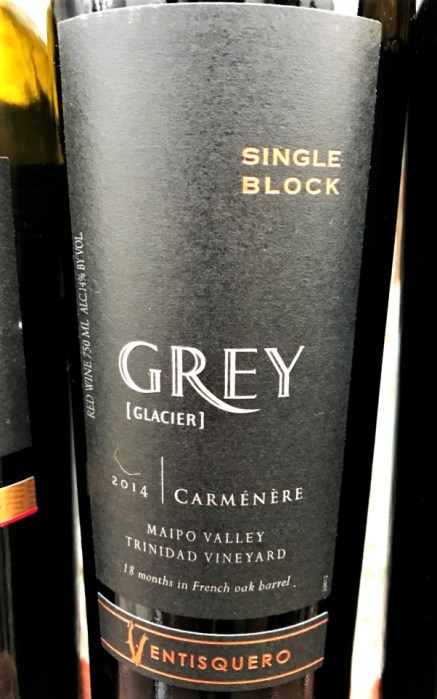 SINGLE
BLOCK
RED WINE 750 ML ALC.14% BY VOL.
GREY
[GLACIER]
2014 | CARMÉNÈRE
MAIPO VALLEY
TRINIDAD VINEYARD
18 months in French oak barrel.
VENTISQUERO